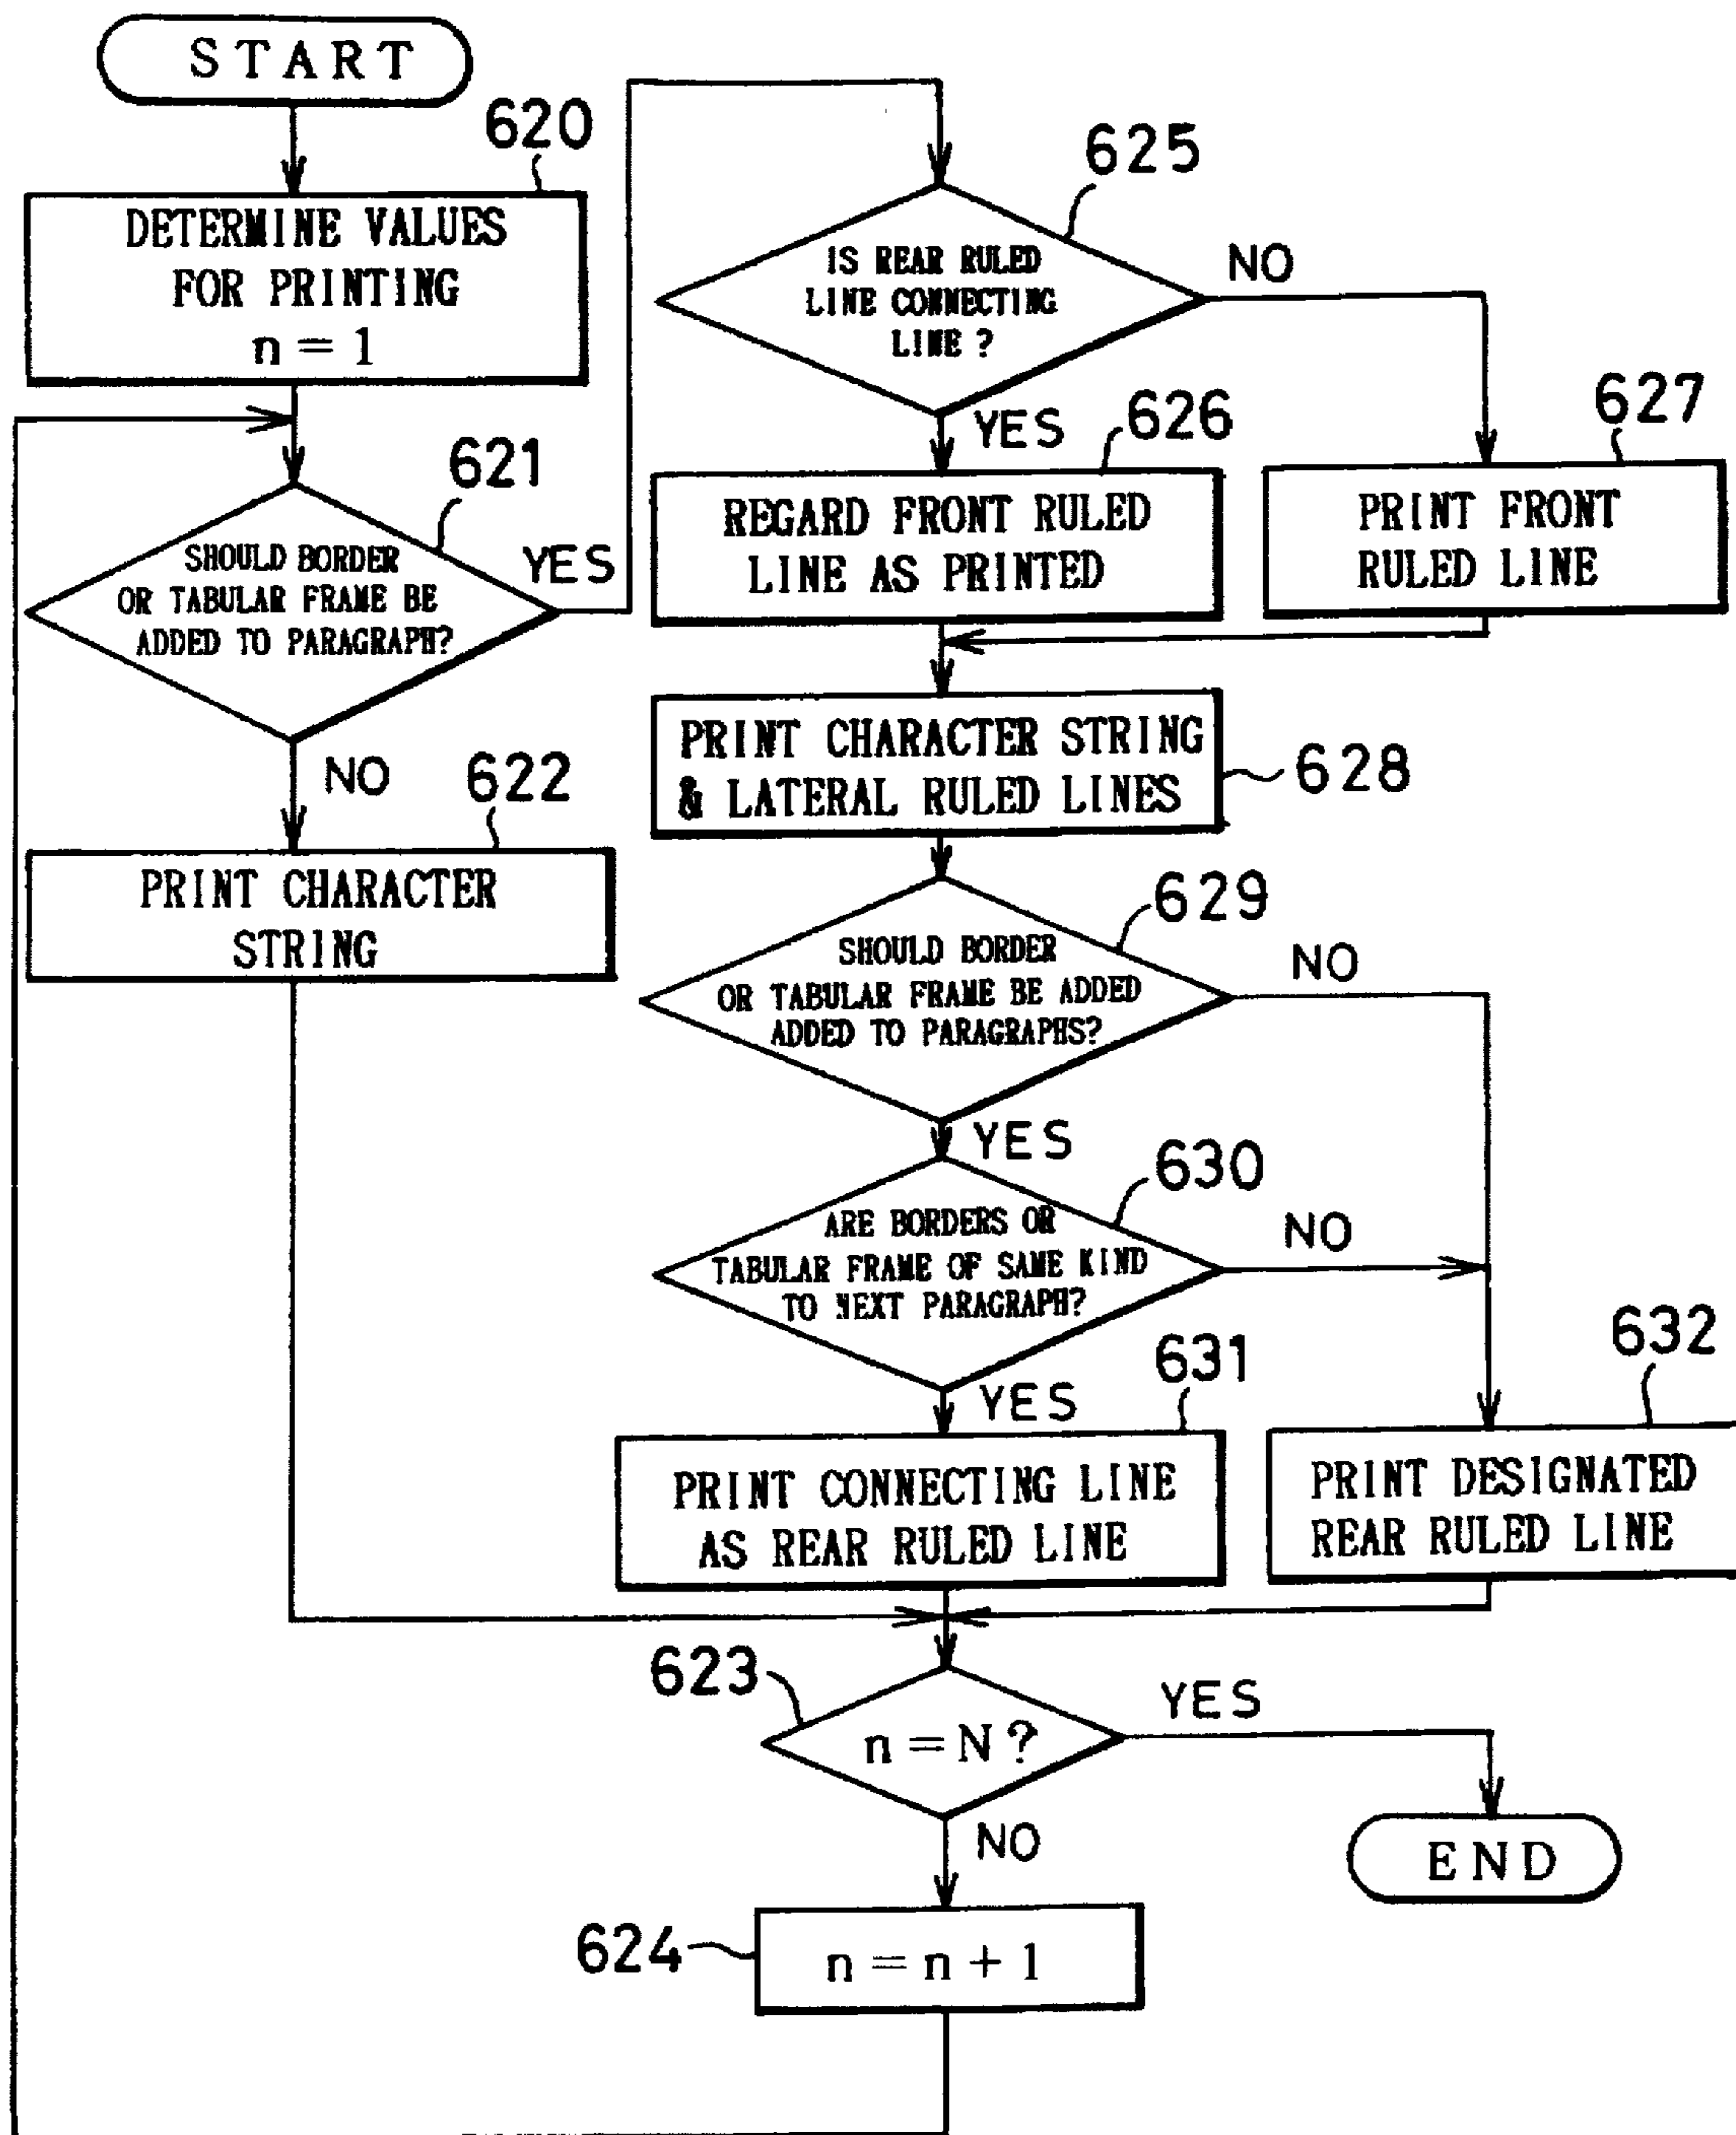 START
620
DETERMINE VALUES
FOR PRINTING
n = 1
621
SHOULD BORDER
OR TABULAR FRAME BE
ADDED TO PARAGRAPH?
YES
NO
622
PRINT CHARACTER
STRING
625
IS REAR RULED
LINE CONNECTING
LINE ?
NO
YES
626
REGARD FRONT RULED
LINE AS PRINTED
627
PRINT FRONT
RULED LINE
PRINT CHARACTER STRING
& LATERAL RULED LINES
628
629
SHOULD BORDER
OR TABULAR FRAME BE ADDED
ADDED TO PARAGRAPHS?
NO
YES
630
ARE BORDERS OR
TABULAR FRAME OF SAME KIND
TO NEXT PARAGRAPH?
NO
YES
631
PRINT CONNECTING LINE
AS REAR RULED LINE
632
PRINT DESIGNATED
REAR RULED LINE
623
n = N ?
YES
NO
END
624
n = n + 1